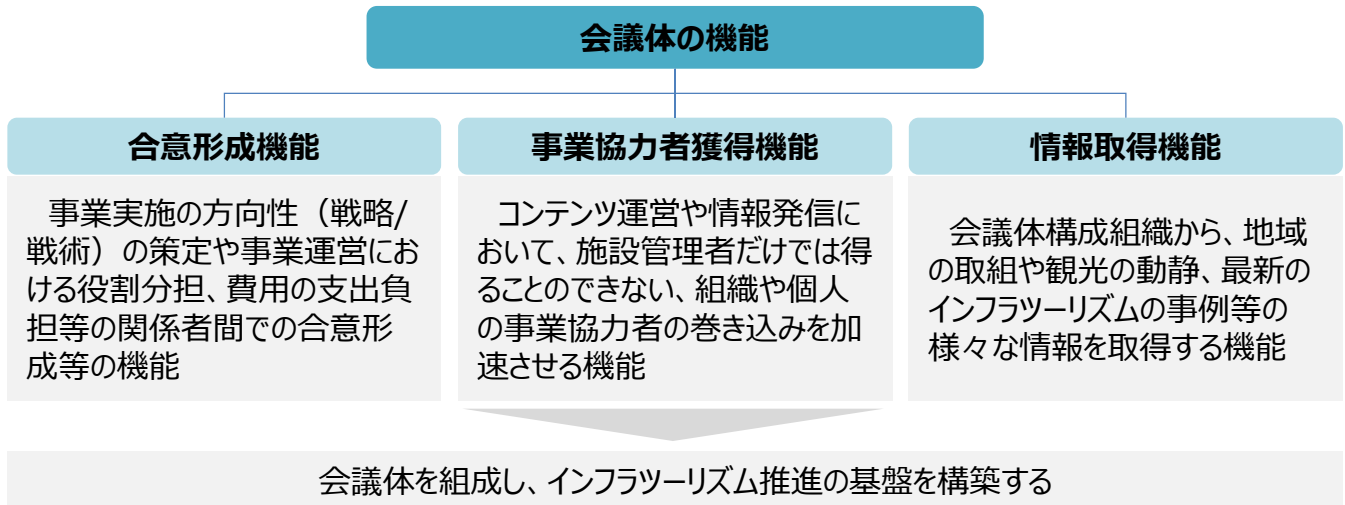 会議体の機能
合意形成機能
事業実施の方向性（戦略/
戦術）の策定や事業運営にお
ける役割分担、費用の支出負
担等の関係者間での合意形
成等の機能
事業協力者獲得機能
コンテンツ運営や情報発信に
おいて、施設管理者だけでは得
ることのできない、組織や個人
の事業協力者の巻き込みを加
速させる機能
情報取得機能
会議体構成組織から、地域
の取組や観光の動静、最新の
インフラツーリズムの事例等の
様々な情報を取得する機能
会議体を組成し、インフラツーリズム推進の基盤を構築する